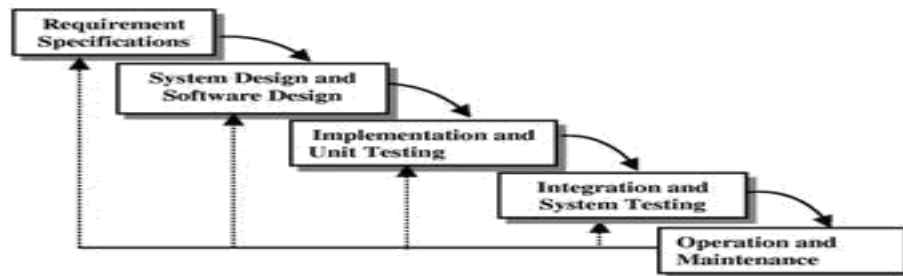 Requirement
Specifications
System Design and
Software Design
Implementation and
Unit Testing
Integration and
System Testing
Operation and
Maintenance